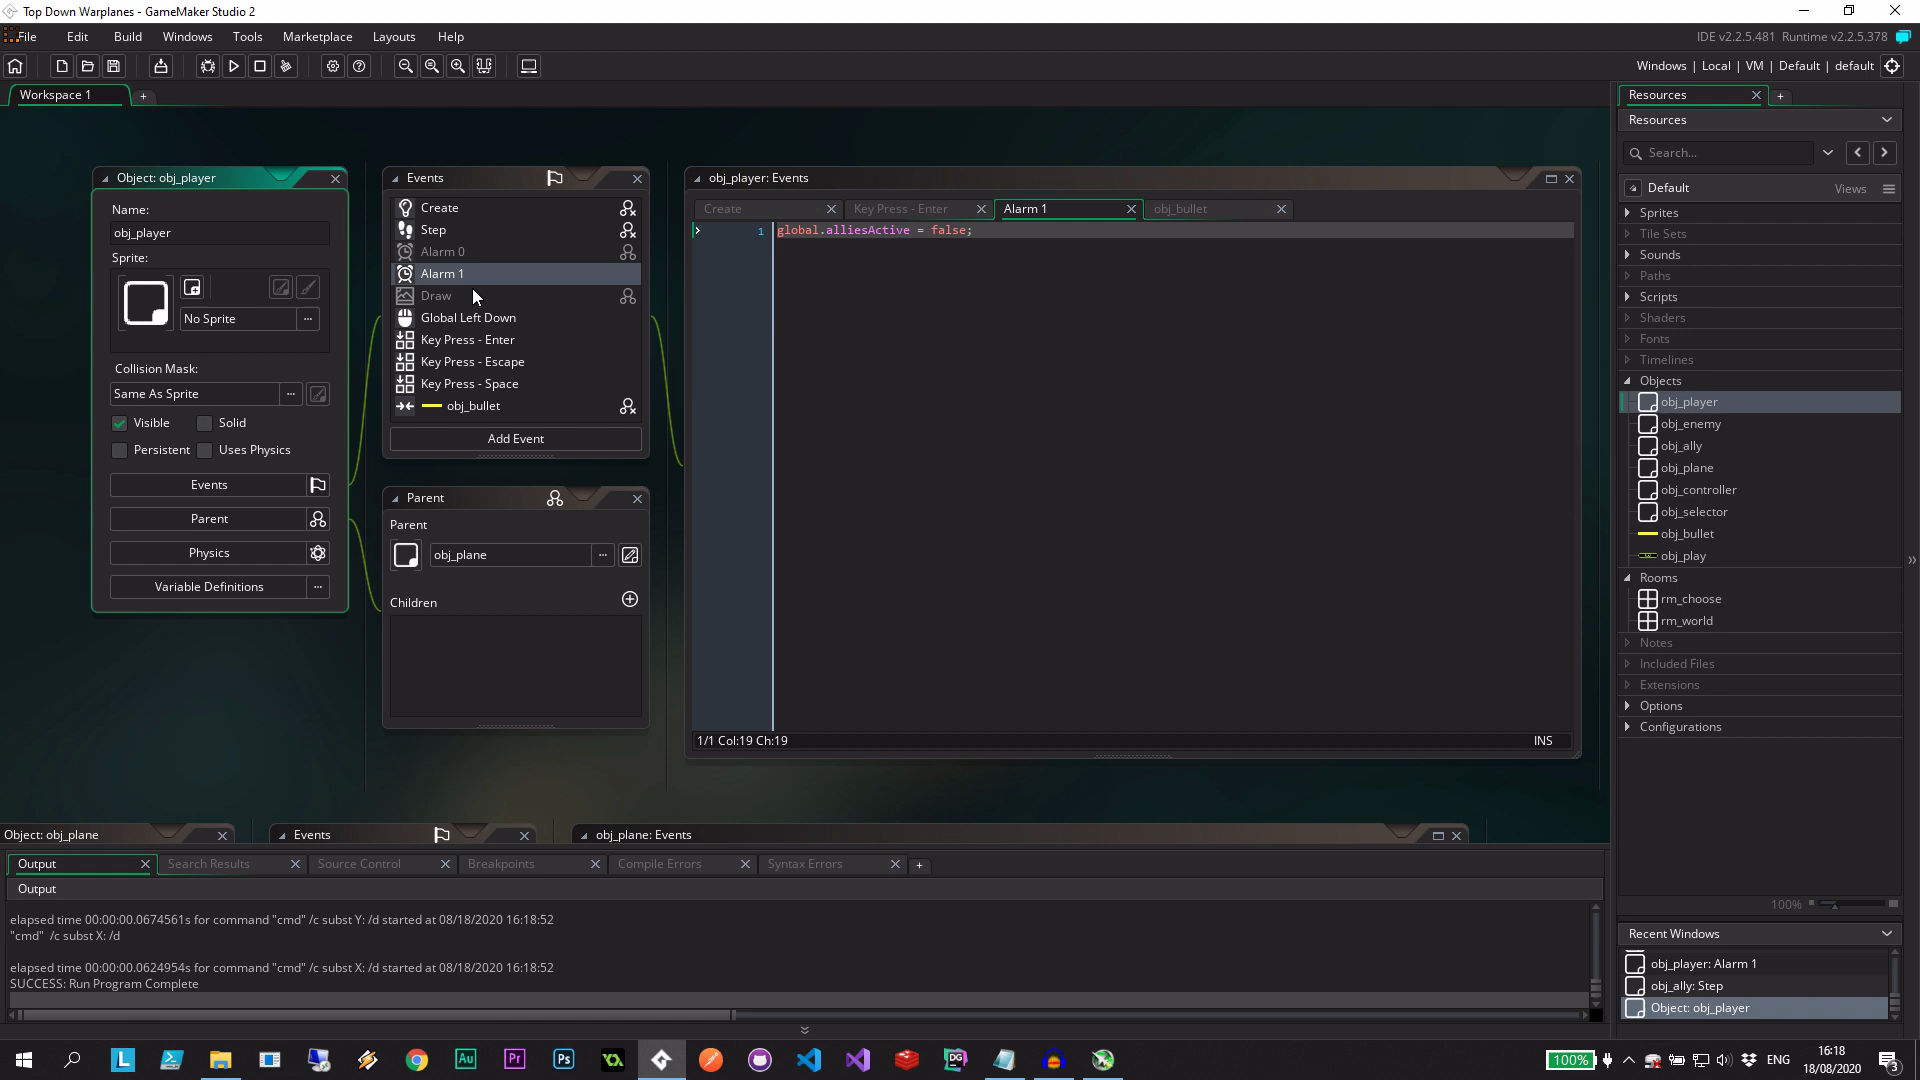 Top Down Warplanes - GameMaker Studio 2
File Edit Build Windows Tools Marketplace Layouts Help
IDE v2.2.5.481 Runtime v2.2.5.378
Windows | Local | VM | Default | default
Workspace 1
+
Object: obj_player
Name:
obj_player
Sprite:
No Sprite
Collision Mask:
Same As Sprite
Visible Solid
Persistent Uses Physics
Events
Parent
Physics
Variable Definitions
Events
Create
Step
Alarm 0
Alarm 1
Draw
Global Left Down
Key Press - Enter
Key Press - Escape
Key Press - Space
obj_bullet
Add Event
Parent
Parent
obj_plane
Children
obj_player: Events
Create Key Press - Enter Alarm 1 obj_bullet
1 global.alliesActive = false;
1/1 Col:19 Ch:19 INS
Resources
+
Resources
Search...
Default Views
Sprites
Tile Sets
Sounds
Paths
Scripts
Shaders
Fonts
Timelines
Objects
obj_player
obj_enemy
obj_ally
obj_plane
obj_controller
obj_selector
obj_bullet
obj_play
Rooms
rm_choose
rm_world
Notes
Included Files
Extensions
Options
Configurations
100%
Recent Windows
obj_player: Alarm 1
obj_ally: Step
Object: obj_player
Object: obj_plane Events obj_plane: Events
Output Search Results Source Control Breakpoints Compile Errors Syntax Errors +
Output
elapsed time 00:00:00.0674561s for command "cmd" /c subst Y: /d started at 08/18/2020 16:18:52
"cmd" /c subst X: /d
elapsed time 00:00:00.0624954s for command "cmd" /c subst X: /d started at 08/18/2020 16:18:52
SUCCESS: Run Program Complete
L Au Pr Ps DG
100% ENG
16:18
18/08/2020
3